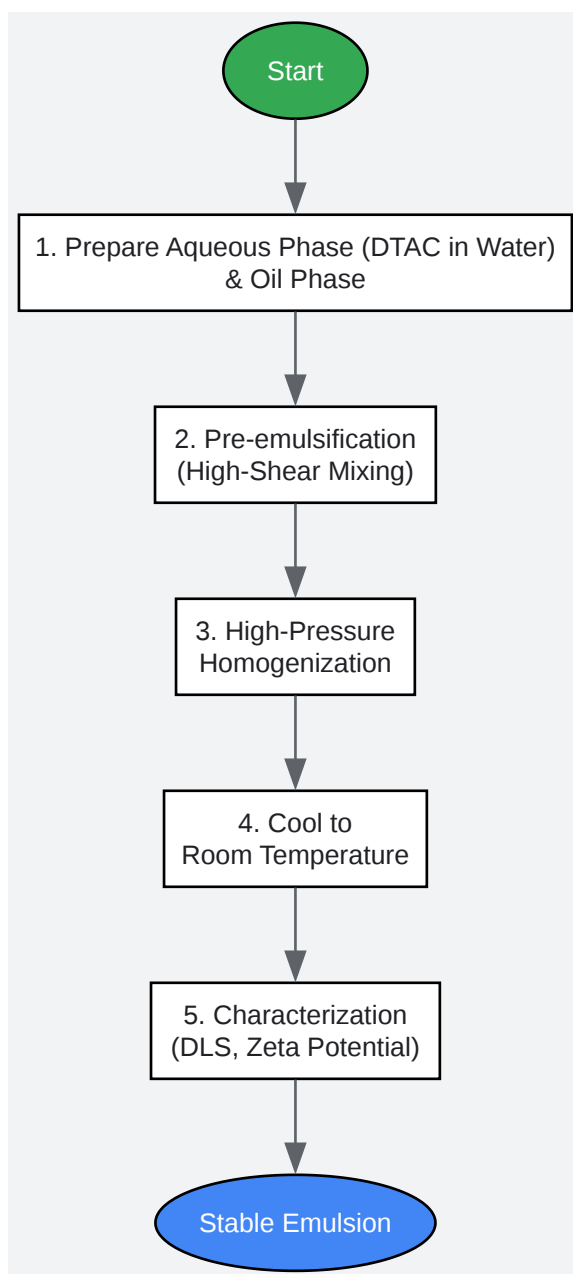 Start
1. Prepare Aqueous Phase (DTAC in Water)
& Oil Phase
2. Pre-emulsification
(High-Shear Mixing)
3. High-Pressure
Homogenization
4. Cool to
Room Temperature
5. Characterization
(DLS, Zeta Potential)
Stable Emulsion